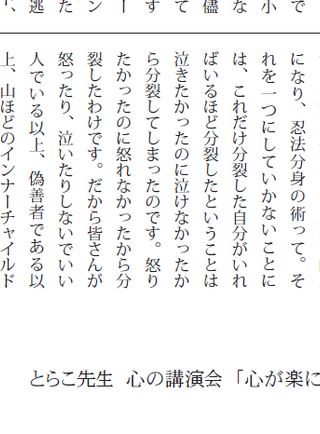 で
小
な
儘
て
す
ー
ン
た
逃
になり、忍法分身の術って。そ
れを一つにしていかないことに
は、これだけ分裂した自分がいれ
ばいるほど分裂したということは
泣きたかったのに泣けなかったか
ら分裂してしまったのです。怒り
たかったのに怒れなかったから分
裂したわけです。だから皆さんが
怒ったり、泣いたりしないでいい
人でいる以上、偽善者である以
上、山ほどのインナーチャイルド
とらこ先生 心の講演会 「心が楽に